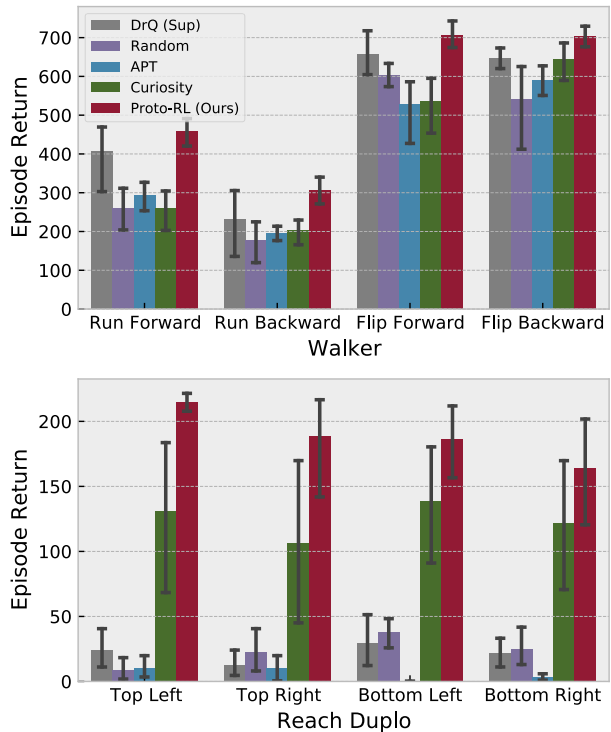 DrQ (Sup)
Random
APT
Curiosity
Proto-RL (Ours)
Episode Return
700
600
500
400
300
200
100
0
Run Forward Run Backward Flip Forward Flip Backward
Walker
Episode Return
200
150
100
50
0
Top Left Top Right Bottom Left Bottom Right
Reach Duplo